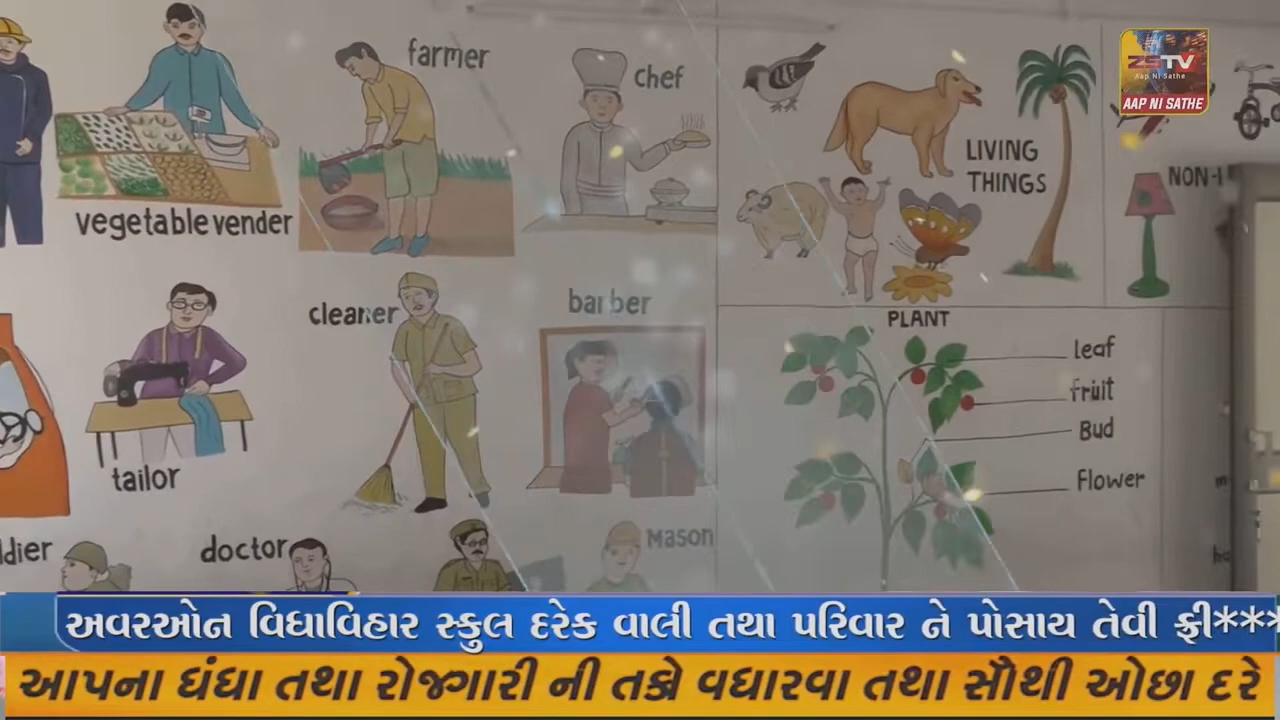 farmer
chef
vegetable vender
cleaner
barber
tailor
doctor
Mason
LIVING
THINGS
PLANT
leaf
fruit
Bud
Flower
ZSTV
Aap Ni Sathe
AAP NI SATHE
અવરઓન વિધાવિહાર સ્કુલ દરેક વાલી તથા પરિવાર ને પોસાય તેવી ફ્રી***
આપના ધંધા તથા રોજગારી ની તકો વધારવા તથા સૌથી ઓછા દરે